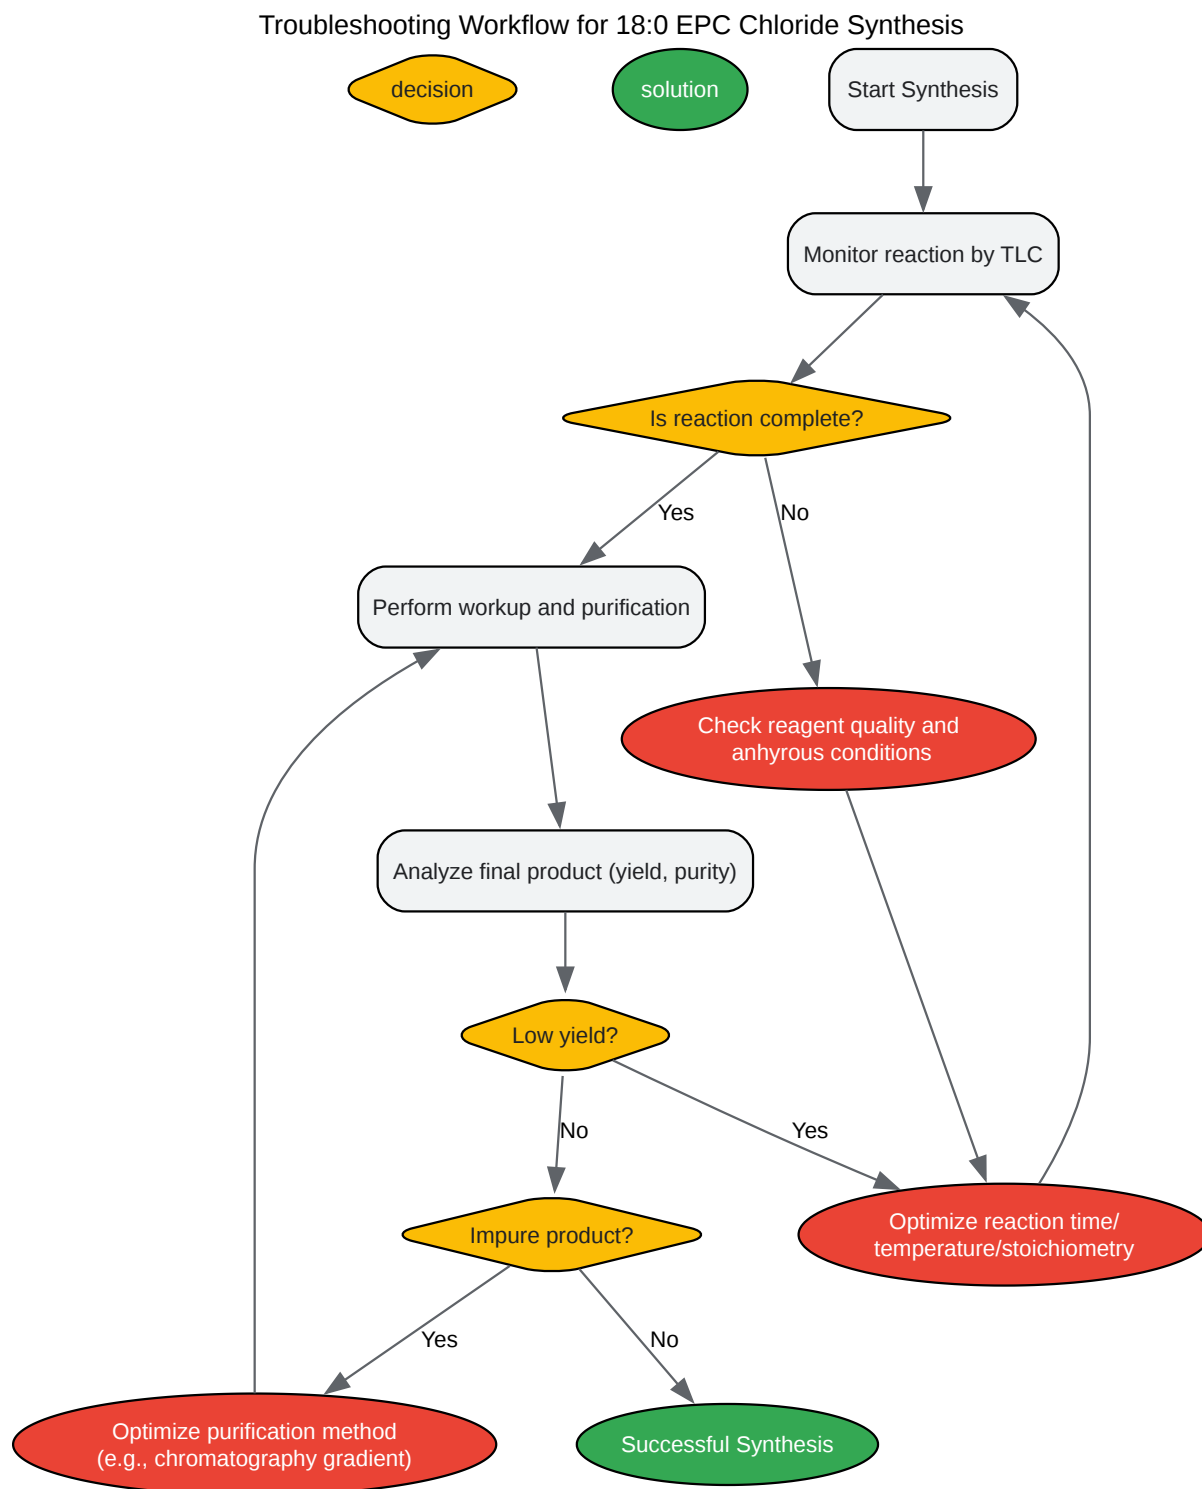 Troubleshooting Workflow for 18:0 EPC Chloride Synthesis
decision
solution
Start Synthesis
Monitor reaction by TLC
Is reaction complete?
Yes
No
Perform workup and purification
Check reagent quality and
anhyrous conditions
Analyze final product (yield, purity)
Low yield?
No
Yes
Impure product?
Optimize reaction time/
temperature/stoichiometry
Yes
No
Optimize purification method
(e.g., chromatography gradient)
Successful Synthesis